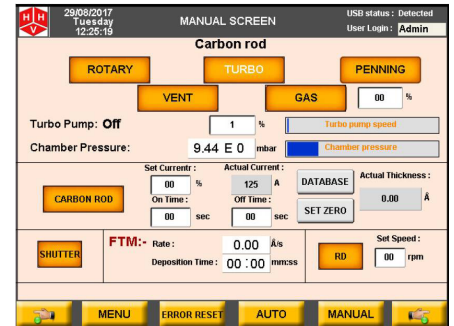 H H
V
29/08/2017
Tuesday
12:25:19
MANUAL SCREEN
USB status : Detected
User Login : Admin
Carbon rod
ROTARY TURBO PENNING
VENT GAS 00 %
Turbo Pump: Off 1 % Turbo pump speed
Chamber Pressure: 9.44 E 0 mbar Chamber pressure
Set Currentr : Actual Current :
CARBON ROD 00 % 125 A DATABASE Actual Thickness :
On Time : Off Time : 0.00 Å
00 sec 00 sec SET ZERO
SHUTTER FTM:- Rate : 0.00 Å/s
Deposition Time : 00 : 00 mm:ss
RD Set Speed :
00 rpm
MENU ERROR RESET AUTO MANUAL